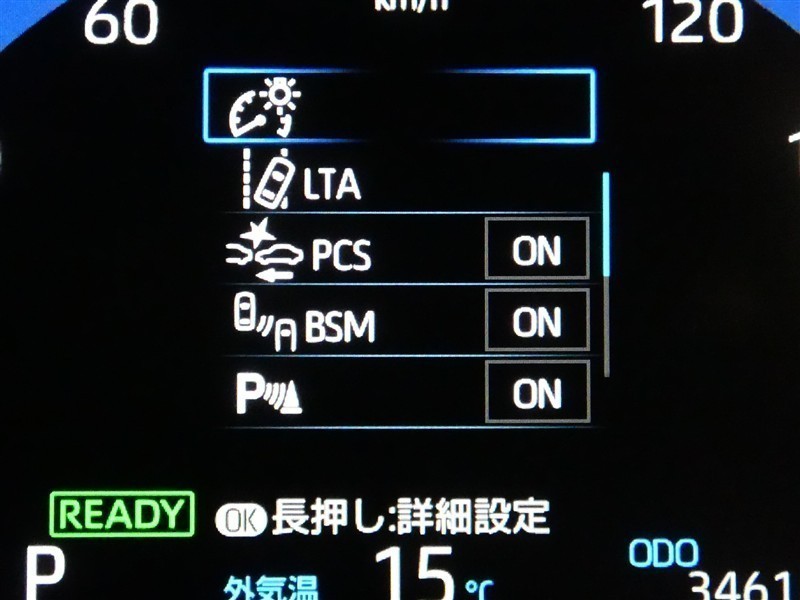 60 km/h 120
LTA
PCS ON
BSM ON
P ON
READY OK 長押し:詳細設定
P 外気温 15 ℃ ODO 3461